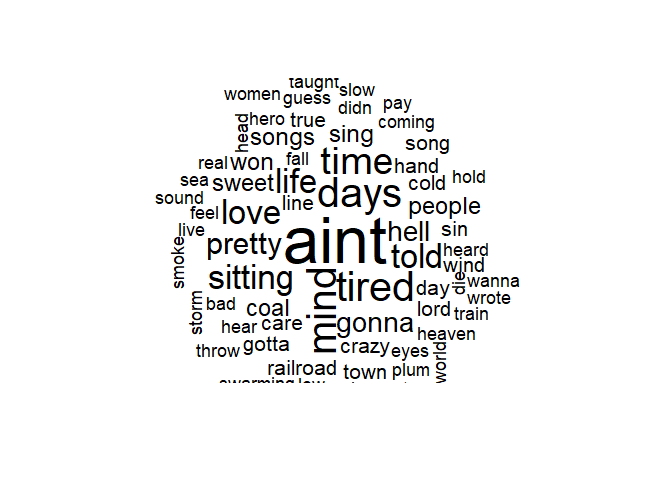 taught
women guess slow
didn pay
head hero true coming
songs sing song
real won fall time hand
sea sweet life days cold hold
sound feel love line people
live hell sin
smoke pretty aint told heard
wind
sitting mind tired day die wanna
wrote
storm bad coal lord train
hear care gonna heaven
throw gotta crazy eyes world
railroad town plum